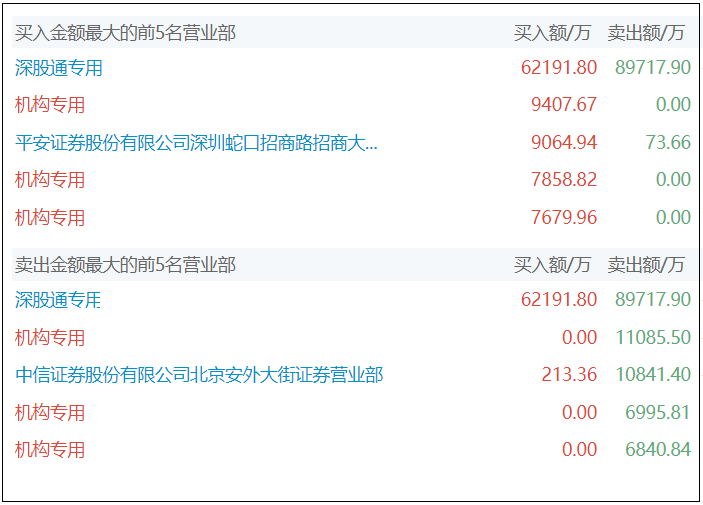 买入金额最大的前5名营业部 买入额/万 卖出额/万
深股通专用 62191.80 89717.90
机构专用 9407.67 0.00
平安证券股份有限公司深圳蛇口招商路招商大... 9064.94 73.66
机构专用 7858.82 0.00
机构专用 7679.96 0.00
卖出金额最大的前5名营业部 买入额/万 卖出额/万
深股通专用 62191.80 89717.90
机构专用 0.00 11085.50
中信证券股份有限公司北京安外大街证券营业部 213.36 10841.40
机构专用 0.00 6995.81
机构专用 0.00 6840.84